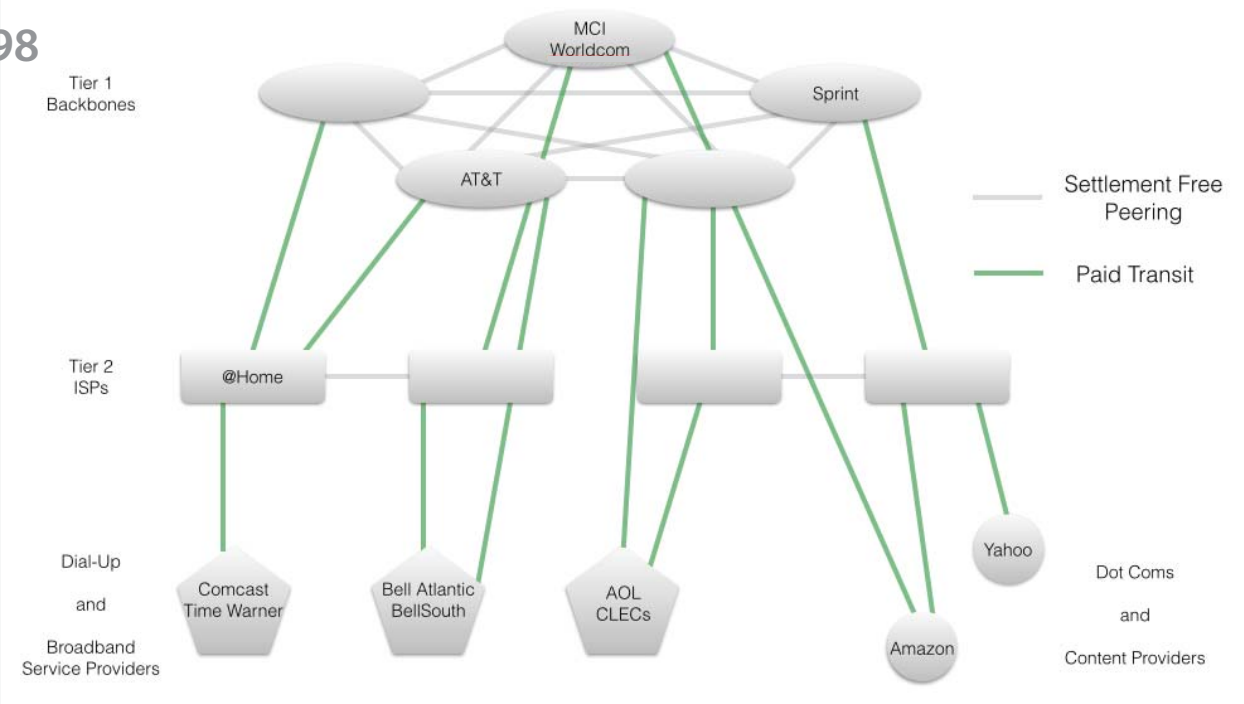 98
MCI
Worldcom
Tier 1
Backbones
Sprint
AT&T
Settlement Free
Peering
Paid Transit
Tier 2
ISPs
@Home
Dial-Up
and
Broadband
Service Providers
Comcast
Time Warner
Bell Atlantic
BellSouth
AOL
CLECs
Yahoo
Amazon
Dot Coms
and
Content Providers